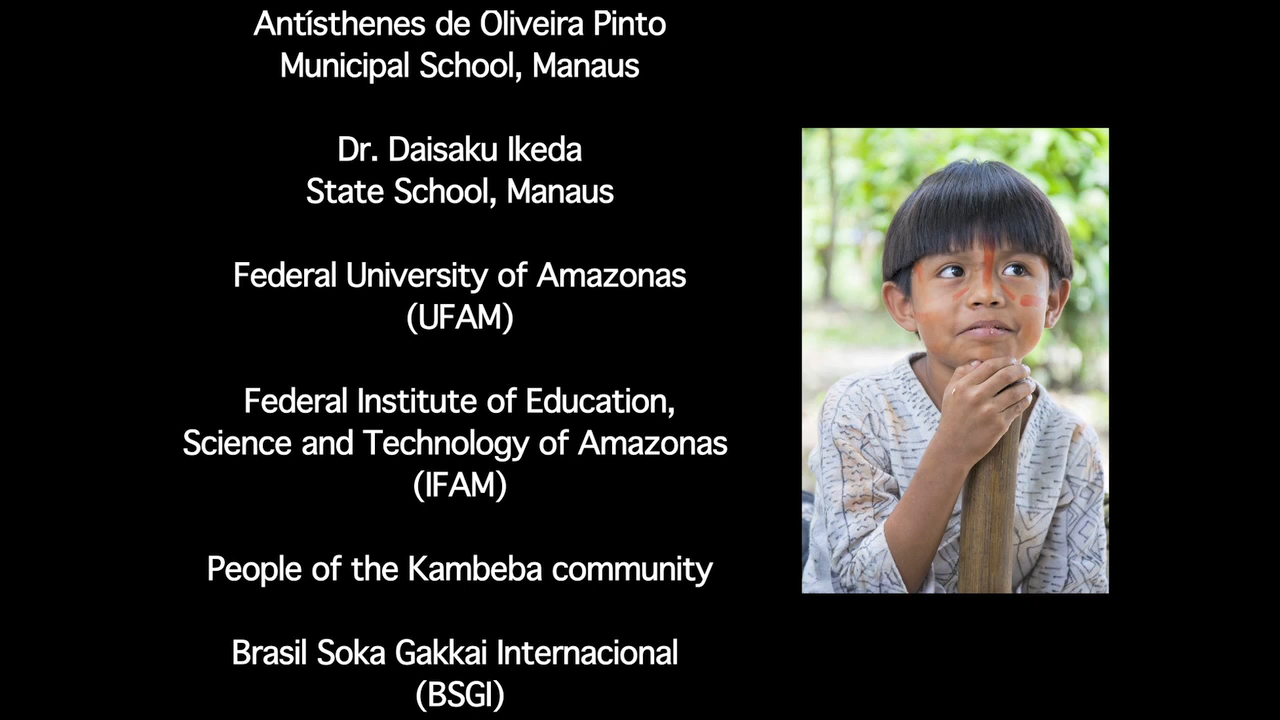 Antísthenes de Oliveira Pinto
Municipal School, Manaus
Dr. Daisaku Ikeda
State School, Manaus
Federal University of Amazonas
(UFAM)
Federal Institute of Education,
Science and Technology of Amazonas
(IFAM)
People of the Kambeba community
Brasil Soka Gakkai Internacional
(BSGI)